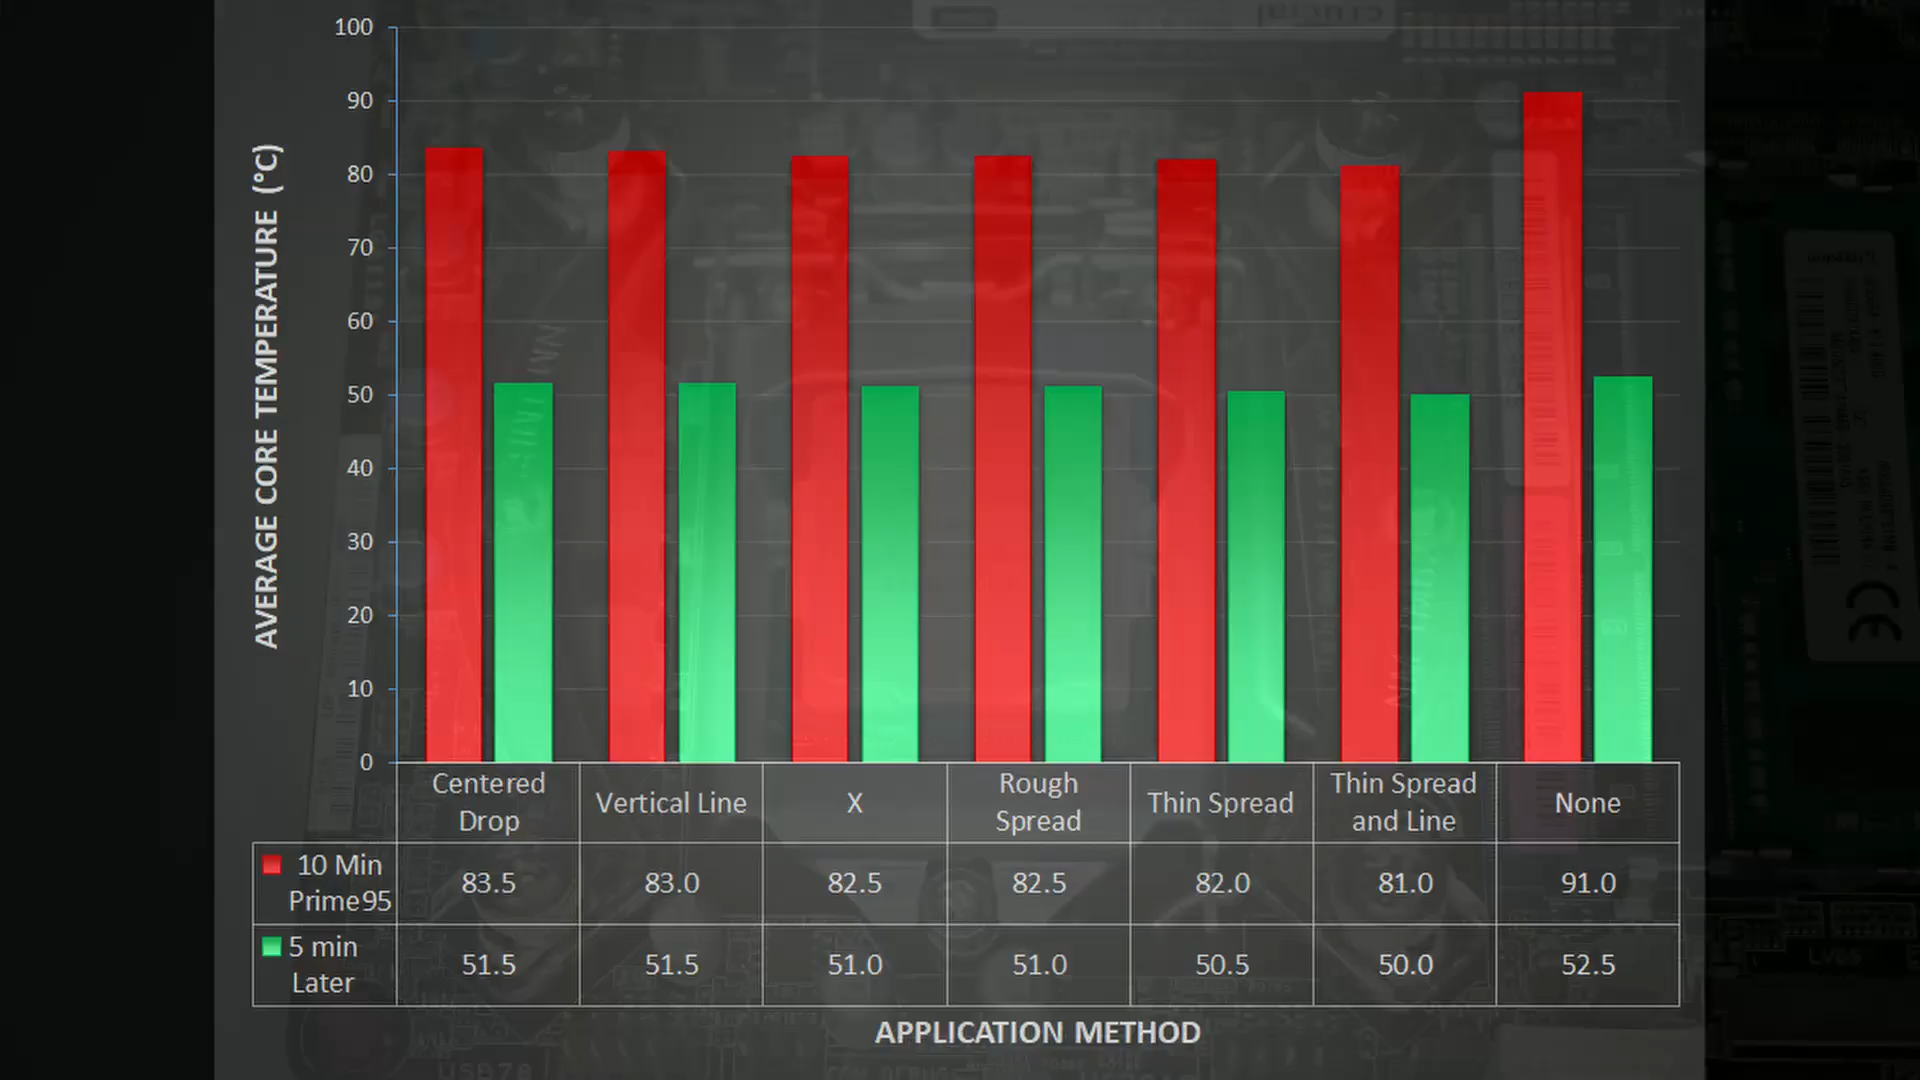 100
90
80
70
60
50
40
30
20
10
0
AVERAGE CORE TEMPERATURE (°C)
Centered Drop
Vertical Line
X
Rough Spread
Thin Spread
Thin Spread and Line
None
10 Min Prime95
83.5 83.0 82.5 82.5 82.0 81.0 91.0
5 min Later
51.5 51.5 51.0 51.0 50.5 50.0 52.5
APPLICATION METHOD
crucial
CE